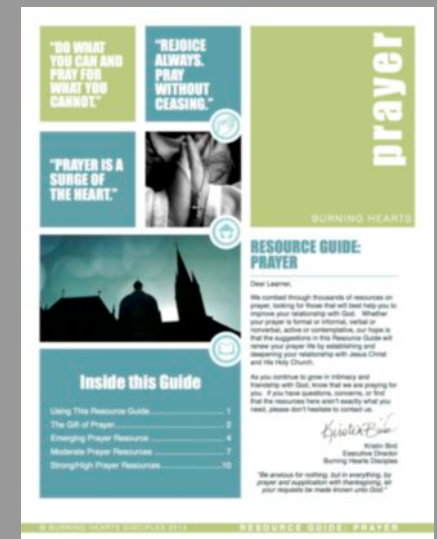 "DO WHAT
YOU CAN AND
PRAY FOR
WHAT YOU
CANNOT."
"REJOICE
ALWAYS.
PRAY
WITHOUT
CEASING."
"PRAYER IS A
SURGE OF
THE HEART."
prayer
BURNING HEARTS
RESOURCE GUIDE:
PRAYER
Dear Learner,
We combed through thousands of resources on
prayer, looking for those that will best help you to
improve your relationship with God. Whether
your prayer is formal or informal, verbal or
nonverbal, active or contemplative, our hope is
that the suggestions in this Resource Guide will
renew your prayer life by establishing and
deepening your relationship with Jesus Christ
and His Holy Church.
As you continue to grow in intimacy and
friendship with God, know that we are praying for
you. If you have questions, concerns, or find
that the resources here aren't exactly what you
need, please don't hesitate to contact us.
Kristin Bird
Kristin Bird
Executive Director
Burning Hearts Disciples
"Be anxious for nothing, but in everything, by
prayer and supplication with thanksgiving, let
your requests be made known unto God."
Inside this Guide
Using This Resource Guide 1
The Gift of Prayer 2
Emerging Prayer Resource 4
Moderate Prayer Resources 7
Strong/High Prayer Resources 10
© BURNING HEARTS DISCIPLES 2014
RESOURCE GUIDE: PRAYER